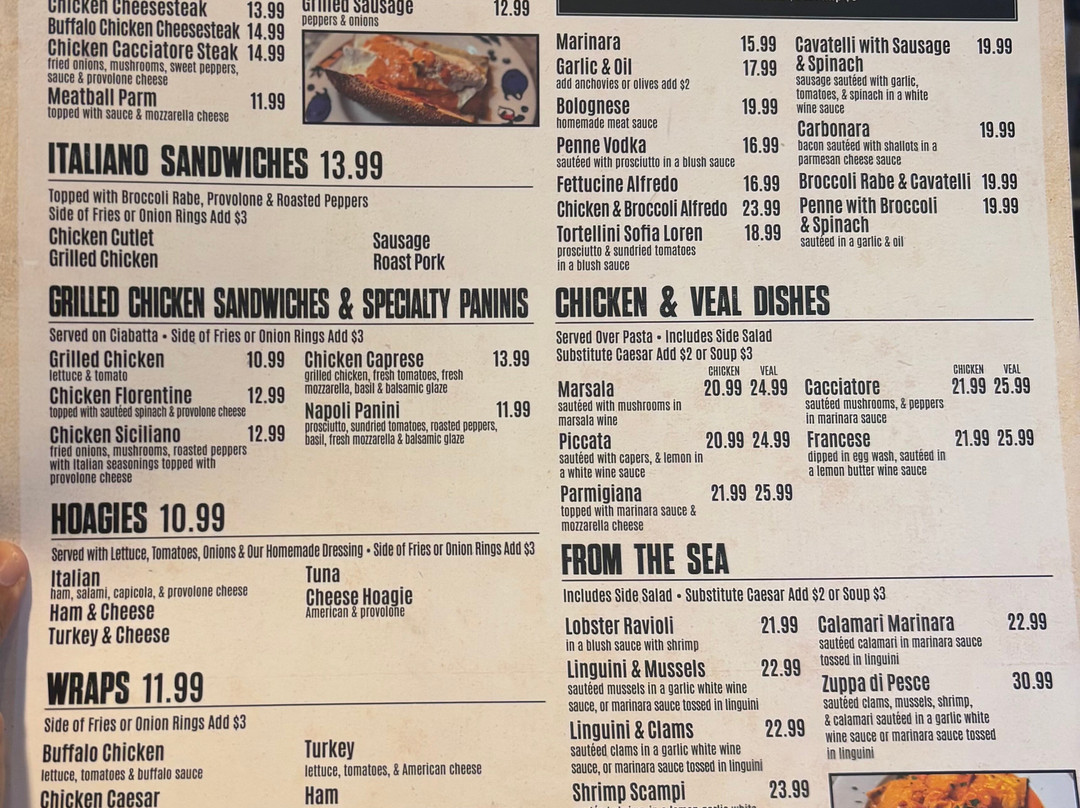 Chicken Cheesesteak 13.99
Buffalo Chicken Cheesesteak 14.99
Chicken Cacciatore Steak 14.99
fried onions, mushrooms, sweet peppers,
sauce & provolone cheese
Meatball Parm 11.99
topped with sauce & mozzarella cheese
Grilled Sausage 12.99
peppers & onions
ITALIANO SANDWICHES 13.99
Topped with Broccoli Rabe, Provolone & Roasted Peppers
Side of Fries or Onion Rings Add $3
Chicken Cutlet
Grilled Chicken
Sausage
Roast Pork
GRILLED CHICKEN SANDWICHES & SPECIALTY PANINIS
Served on Ciabatta • Side of Fries or Onion Rings Add $3
Grilled Chicken 10.99
lettuce & tomato
Chicken Florentine 12.99
topped with sautéed spinach & provolone cheese
Chicken Siciliano 12.99
fried onions, mushrooms, roasted peppers
with Italian seasonings topped with
provolone cheese
Chicken Caprese 13.99
grilled chicken, fresh tomatoes, fresh
mozzarella, basil & balsamic glaze
Napoli Panini 11.99
prosciutto, sundried tomatoes, roasted peppers,
basil, fresh mozzarella & balsamic glaze
HOAGIES 10.99
Served with Lettuce, Tomatoes, Onions & Our Homemade Dressing • Side of Fries or Onion Rings Add $3
Italian
ham, salami, capicola, & provolone cheese
Ham & Cheese
Turkey & Cheese
Tuna
Cheese Hoagie
American & provolone
WRAPS 11.99
Side of Fries or Onion Rings Add $3
Buffalo Chicken
lettuce, tomatoes & buffalo sauce
Chicken Caesar
Turkey
lettuce, tomatoes, & American cheese
Ham
Marinara 15.99
Garlic & Oil 17.99
add anchovies or olives add $2
Bolognese 19.99
homemade meat sauce
Penne Vodka 16.99
sautéed with prosciutto in a blush sauce
Fettucine Alfredo 16.99
Chicken & Broccoli Alfredo 23.99
Tortellini Sofia Loren 18.99
prosciutto & sundried tomatoes
in a blush sauce
Cavatelli with Sausage 19.99
& Spinach
sausage sautéed with garlic,
tomatoes, & spinach in a white
wine sauce
Carbonara 19.99
bacon sautéed with shallots in a
parmesan cheese sauce
Broccoli Rabe & Cavatelli 19.99
Penne with Broccoli 19.99
& Spinach
sautéed in a garlic & oil
CHICKEN & VEAL DISHES
Served Over Pasta • Includes Side Salad
Substitute Caesar Add $2 or Soup $3
CHICKEN VEAL
Marsala 20.99 24.99
sautéed with mushrooms in
marsala wine
Piccata 20.99 24.99
sautéed with capers, & lemon in
a white wine sauce
Parmigiana 21.99 25.99
topped with marinara sauce &
mozzarella cheese
CHICKEN VEAL
Cacciatore 21.99 25.99
sautéed mushrooms, & peppers
in marinara sauce
Francese 21.99 25.99
dipped in egg wash, sautéed in
a lemon butter wine sauce
FROM THE SEA
Includes Side Salad • Substitute Caesar Add $2 or Soup $3
Lobster Ravioli 21.99
in a blush sauce with shrimp
Linguini & Mussels 22.99
sautéed mussels in a garlic white wine
sauce, or marinara sauce tossed in linguini
Linguini & Clams 22.99
sautéed clams in a garlic white wine
sauce, or marinara sauce tossed in linguini
Shrimp Scampi 23.99
Calamari Marinara 22.99
sautéed calamari in marinara sauce
tossed in linguini
Zuppa di Pesce 30.99
sautéed clams, mussels, shrimp,
& calamari sautéed in a garlic white
wine sauce or marinara sauce tossed
in linguini